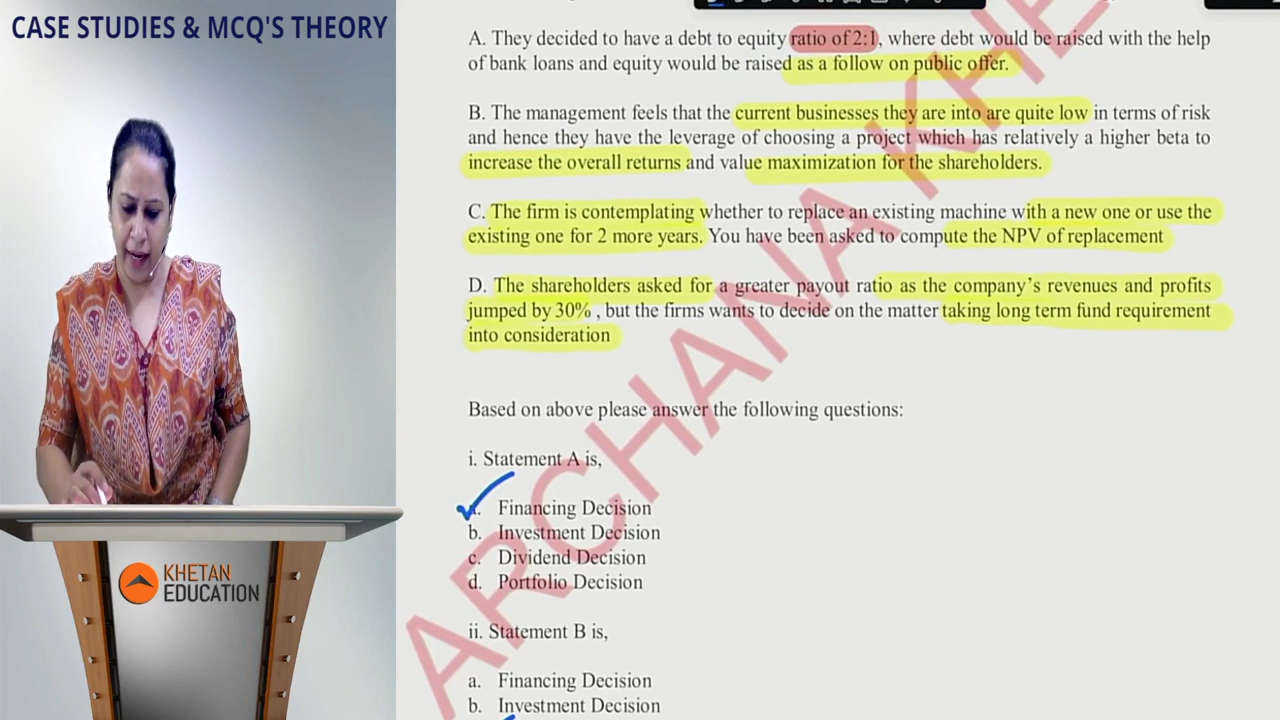 CASE STUDIES & MCQ'S THEORY
A. They decided to have a debt to equity ratio of 2:1, where debt would be raised with the help
of bank loans and equity would be raised as a follow on public offer.
B. The management feels that the current businesses they are into are quite low in terms of risk
and hence they have the leverage of choosing a project which has relatively a higher beta to
increase the overall returns and value maximization for the shareholders.
C. The firm is contemplating whether to replace an existing machine with a new one or use the
existing one for 2 more years. You have been asked to compute the NPV of replacement
D. The shareholders asked for a greater payout ratio as the company's revenues and profits
jumped by 30% , but the firms wants to decide on the matter taking long term fund requirement
into consideration
Based on above please answer the following questions:
i. Statement A is,
a. Financing Decision
b. Investment Decision
c. Dividend Decision
d. Portfolio Decision
ii. Statement B is,
a. Financing Decision
b. Investment Decision
ARCHANA KHE
KHETAN
EDUCATION